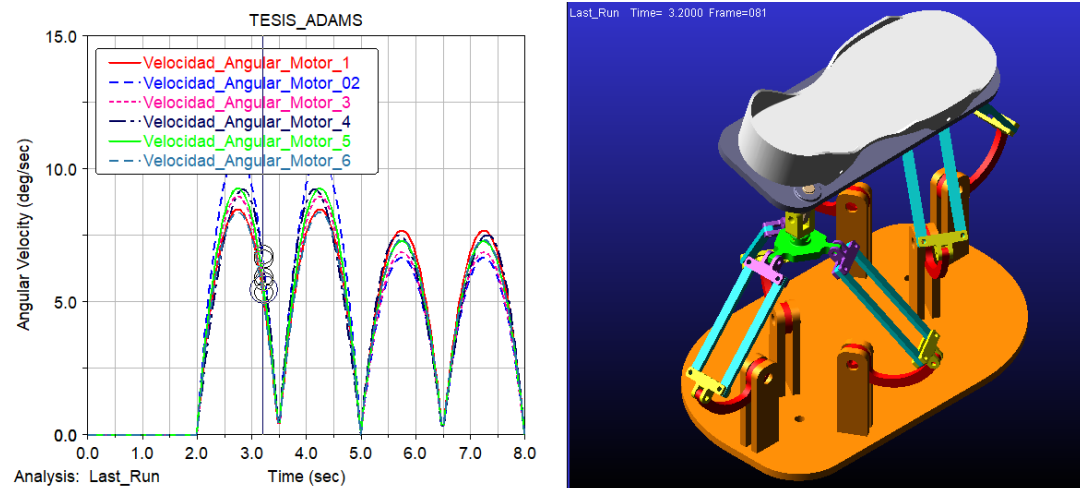 TESIS_ADAMS
15.0
10.0
5.0
0.0
Angular Velocity (deg/sec)
Velocidad_Angular_Motor_1
Velocidad_Angular_Motor_02
Velocidad_Angular_Motor_3
Velocidad_Angular_Motor_4
Velocidad_Angular_Motor_5
Velocidad_Angular_Motor_6
0.0 1.0 2.0 3.0 4.0 5.0 6.0 7.0 8.0
Analysis: Last_Run
Time (sec)
Last_Run Time= 3.2000 Frame=081